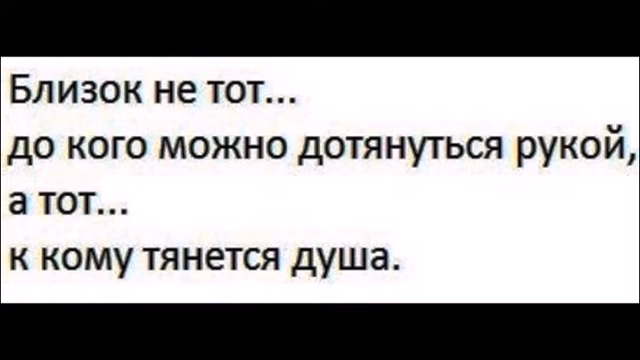 Близок не тот...
до кого можно дотянуться рукой,
а тот...
к кому тянется душа.